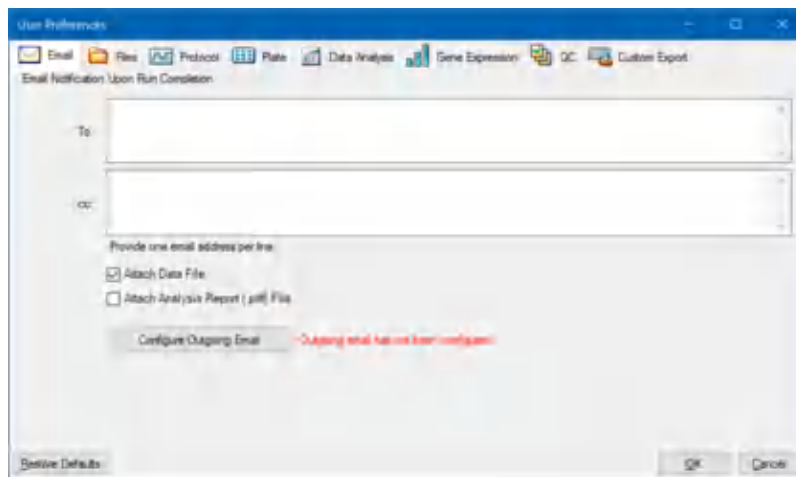 User Preferences
Email Files Protocol Plate Data Analysis Gene Expression QC Custom Export
Email Notification Upon Run Completion
To
cc
Provide one email address per line
Attach Data File
Attach Analysis Report (.pdf) File
Configure Outgoing Email Outgoing email has not been configured
Restore Defaults OK Cancel